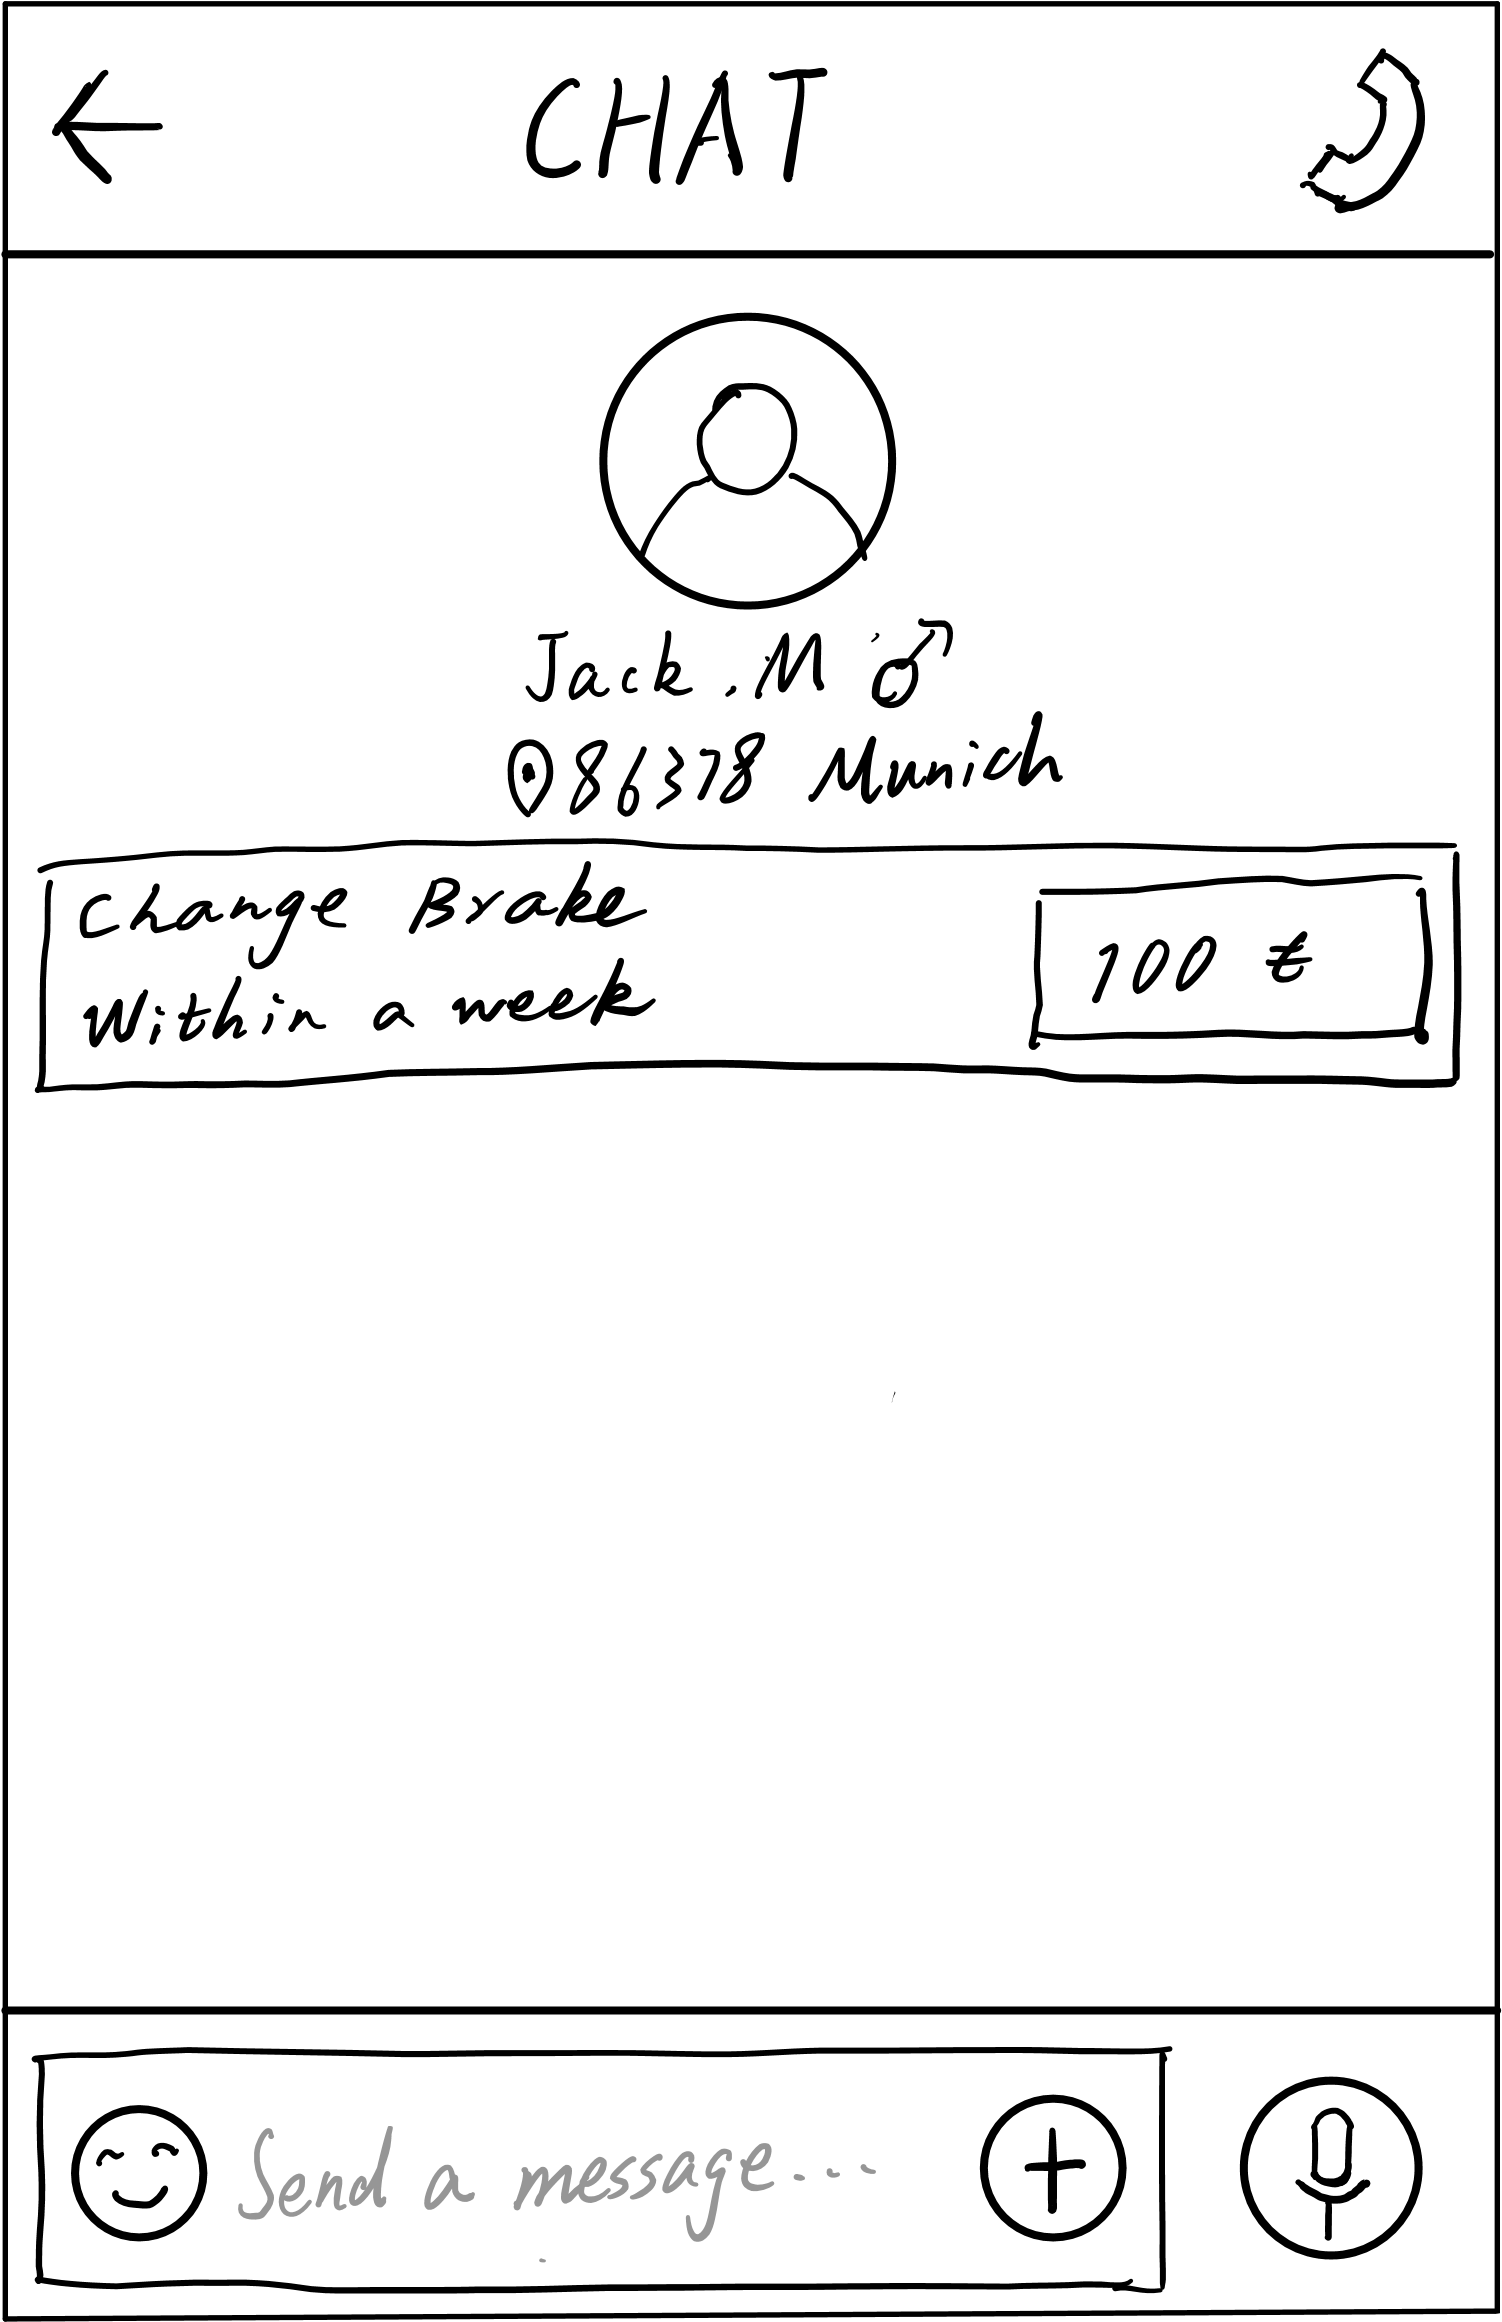 CHAT
Jack.M ♂
86378 Munich
Change Brake
Within a week
100 €
Send a message...